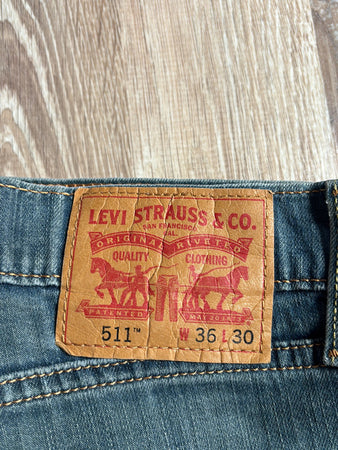 LEVI STRAUSS & CO.
SAN FRANCISCO
CAL.
ORIGINAL RIVETED
QUALITY CLOTHING
PATENTED MAY 20 1873
511™ W 36 L 30